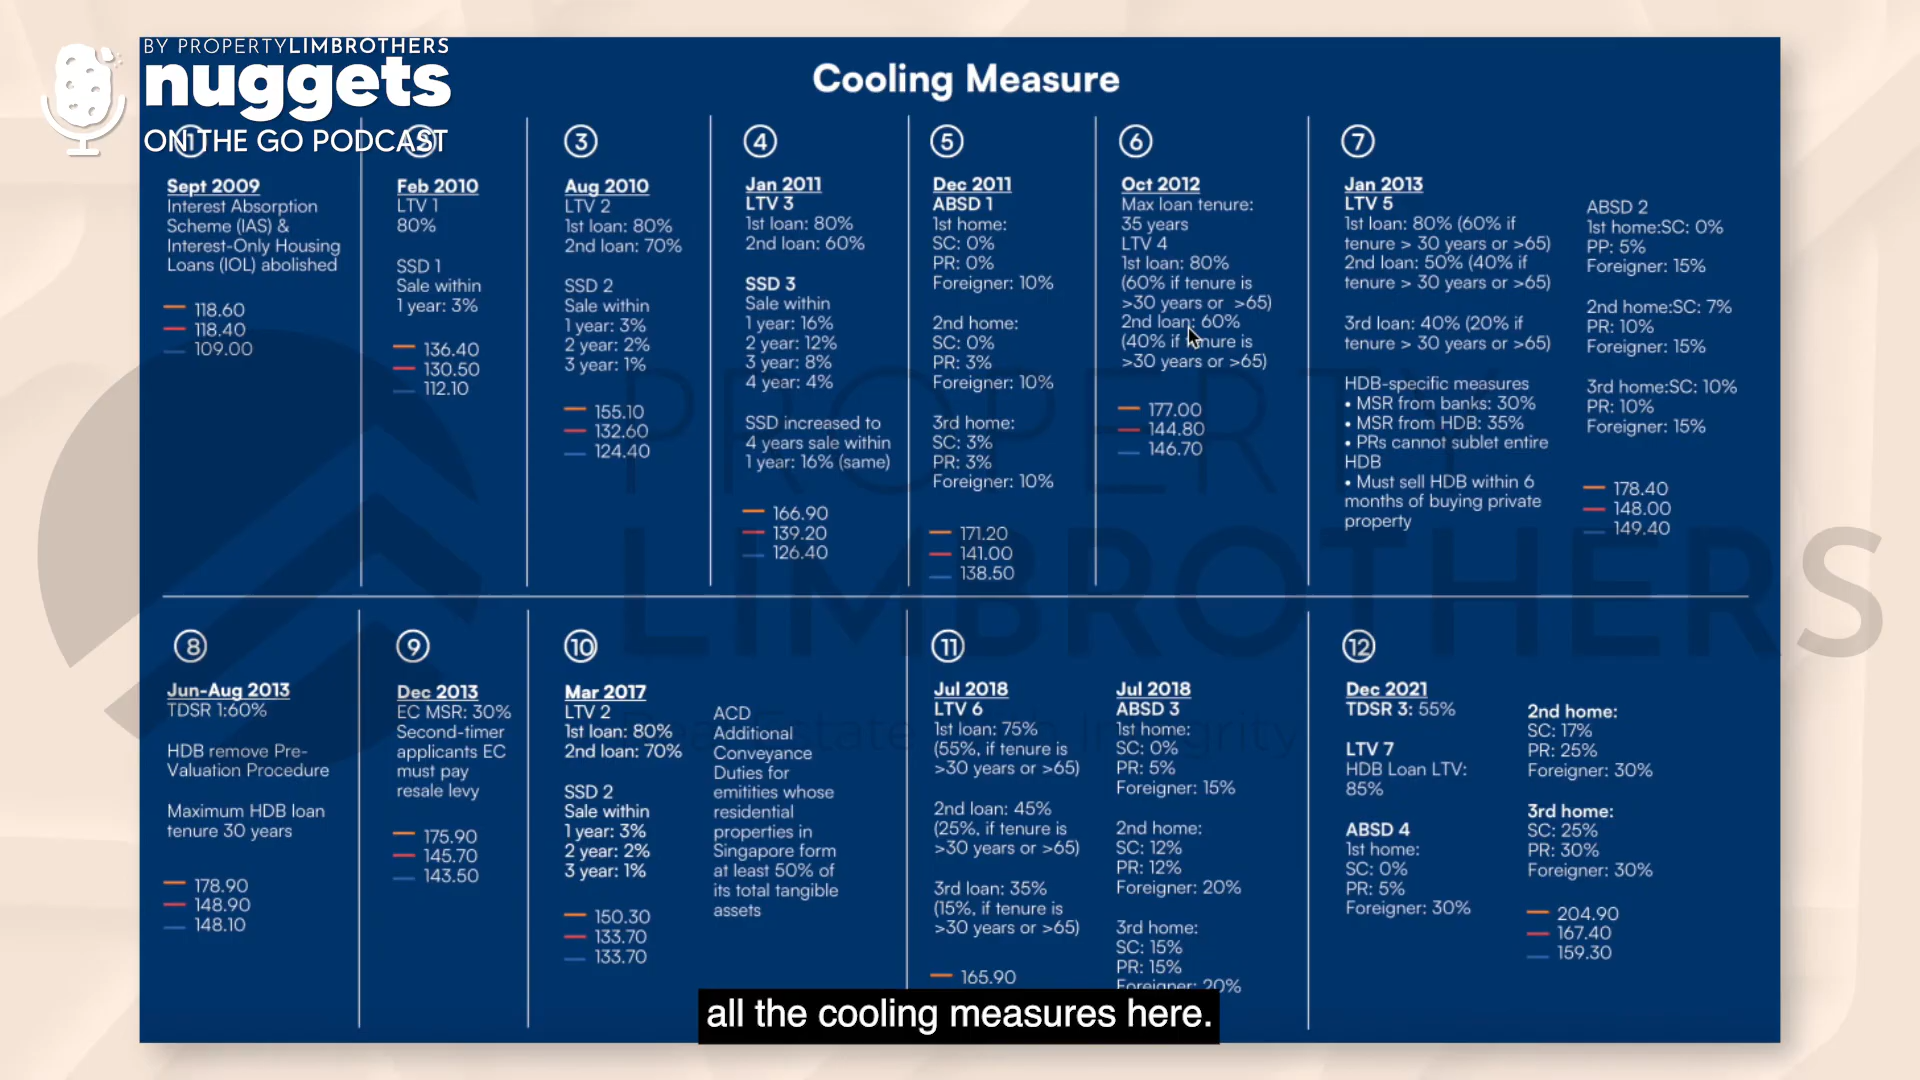 BY PROPERTYLIMBROTHERS
nuggets
ON THE GO PODCAST
Cooling Measure
1
Sept 2009
Interest Absorption
Scheme (IAS) &
Interest-Only Housing
Loans (IOL) abolished
118.60
118.40
109.00
2
Feb 2010
LTV 1
80%
SSD 1
Sale within
1 year: 3%
136.40
130.50
112.10
3
Aug 2010
LTV 2
1st loan: 80%
2nd loan: 70%
SSD 2
Sale within
1 year: 3%
2 year: 2%
3 year: 1%
155.10
132.60
124.40
4
Jan 2011
LTV 3
1st loan: 80%
2nd loan: 60%
SSD 3
Sale within
1 year: 16%
2 year: 12%
3 year: 8%
4 year: 4%
SSD increased to
4 years sale within
1 year: 16% (same)
166.90
139.20
126.40
5
Dec 2011
ABSD 1
1st home:
SC: 0%
PR: 0%
Foreigner: 10%
2nd home:
SC: 0%
PR: 3%
Foreigner: 10%
3rd home:
SC: 3%
PR: 3%
Foreigner: 10%
171.20
141.00
138.50
6
Oct 2012
Max loan tenure:
35 years
LTV 4
1st loan: 80%
(60% if tenure is
>30 years or >65)
2nd loan: 60%
(40% if tenure is
>30 years or >65)
177.00
144.80
146.70
7
Jan 2013
LTV 5
1st loan: 80% (60% if
tenure > 30 years or >65)
2nd loan: 50% (40% if
tenure > 30 years or >65)
3rd loan: 40% (20% if
tenure > 30 years or >65)
HDB-specific measures
• MSR from banks: 30%
• MSR from HDB: 35%
• PRs cannot sublet entire
HDB
• Must sell HDB within 6
months of buying private
property
ABSD 2
1st home:SC: 0%
PP: 5%
Foreigner: 15%
2nd home:SC: 7%
PR: 10%
Foreigner: 15%
3rd home:SC: 10%
PR: 10%
Foreigner: 15%
178.40
148.00
149.40
8
Jun-Aug 2013
TDSR 1:60%
HDB remove Pre-
Valuation Procedure
Maximum HDB loan
tenure 30 years
178.90
148.90
148.10
9
Dec 2013
EC MSR: 30%
Second-timer
applicants EC
must pay
resale levy
175.90
145.70
143.50
10
Mar 2017
LTV 2
1st loan: 80%
2nd loan: 70%
SSD 2
Sale within
1 year: 3%
2 year: 2%
3 year: 1%
150.30
133.70
133.70
ACD
Additional
Conveyance
Duties for
emitities whose
residential
properties in
Singapore form
at least 50% of
its total tangible
assets
11
Jul 2018
LTV 6
1st loan: 75%
(55%, if tenure is
>30 years or >65)
2nd loan: 45%
(25%, if tenure is
>30 years or >65)
3rd loan: 35%
(15%, if tenure is
>30 years or >65)
165.90
Jul 2018
ABSD 3
1st home:
SC: 0%
PR: 5%
Foreigner: 15%
2nd home:
SC: 12%
PR: 12%
Foreigner: 20%
3rd home:
SC: 15%
PR: 15%
Foreigner: 20%
12
Dec 2021
TDSR 3: 55%
LTV 7
HDB Loan LTV:
85%
ABSD 4
1st home:
SC: 0%
PR: 5%
Foreigner: 30%
2nd home:
SC: 17%
PR: 25%
Foreigner: 30%
3rd home:
SC: 25%
PR: 30%
Foreigner: 30%
204.90
167.40
159.30
PROPERTY
LIMBROTHERS
all the cooling measures here.